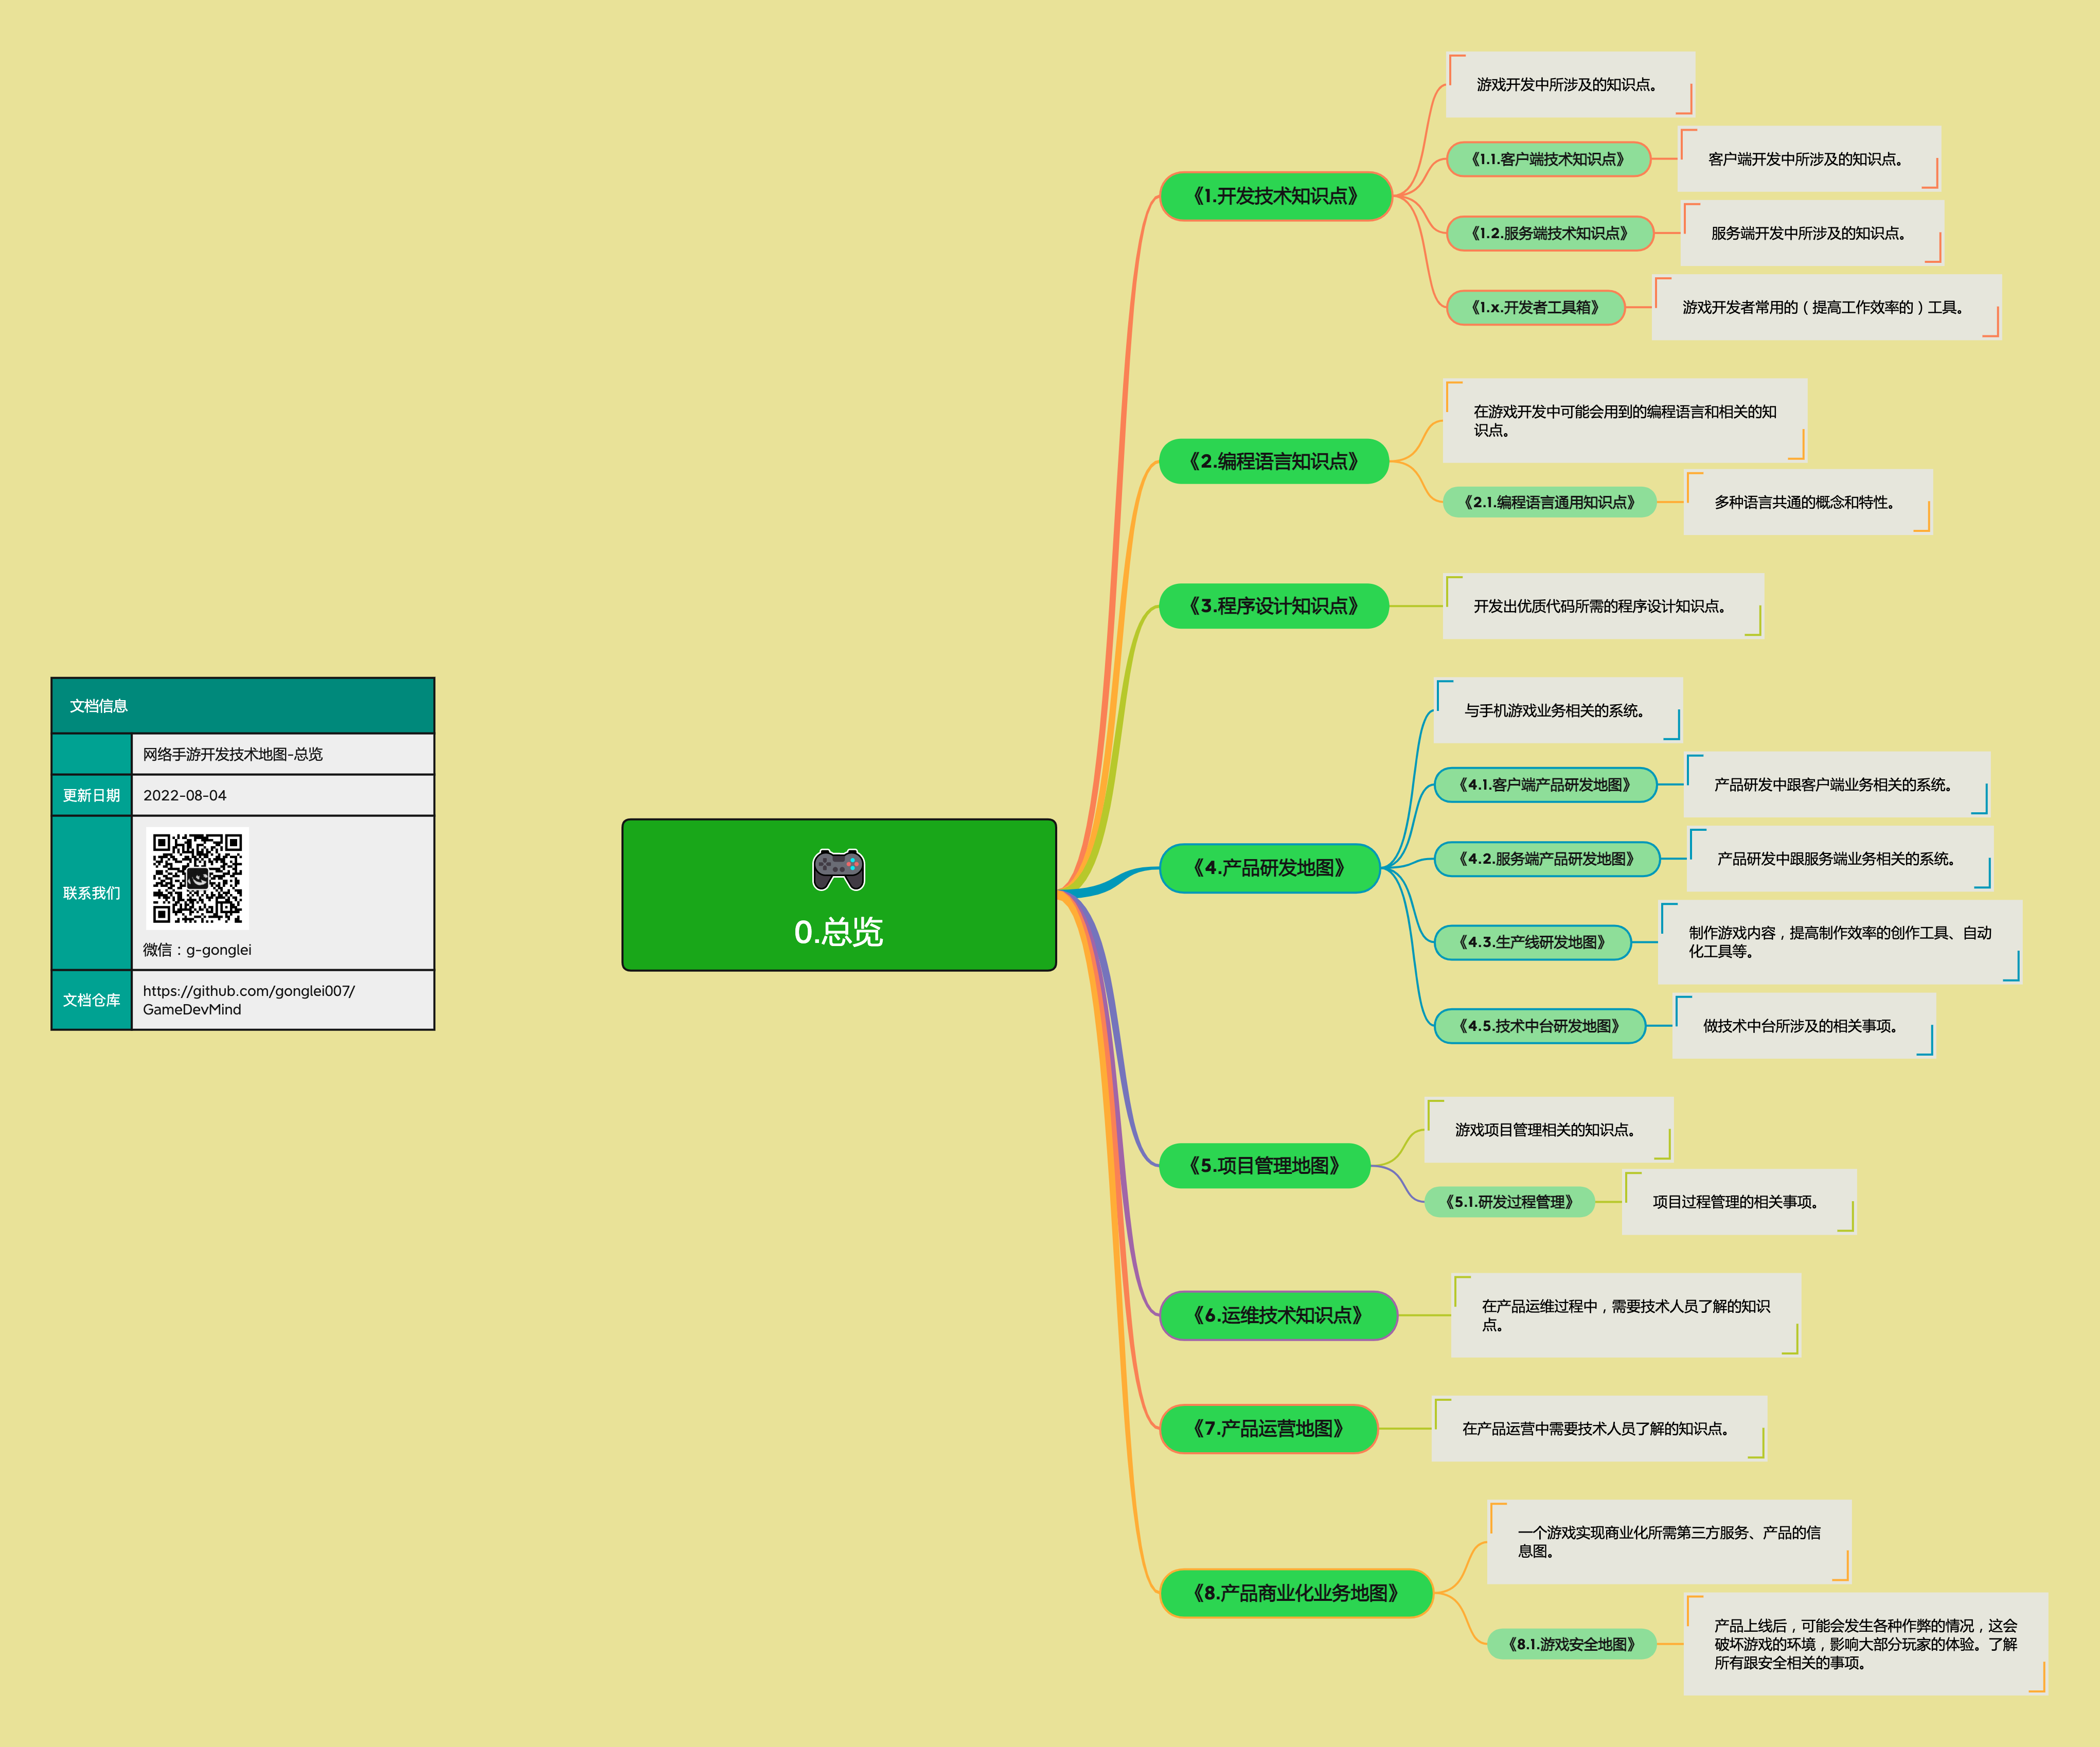 文档信息
网络手游开发技术地图-总览
更新日期
2022-08-04
联系我们
微信：g-gonglei
文档仓库
https://github.com/gonglei007/
GameDevMind
0.总览
《1.开发技术知识点》
游戏开发中所涉及的知识点。
《1.1.客户端技术知识点》
客户端开发中所涉及的知识点。
《1.2.服务端技术知识点》
服务端开发中所涉及的知识点。
《1.x.开发者工具箱》
游戏开发者常用的（提高工作效率的）工具。
《2.编程语言知识点》
在游戏开发中可能会用到的编程语言和相关的知
识点。
《2.1.编程语言通用知识点》
多种语言共通的概念和特性。
《3.程序设计知识点》
开发出优质代码所需的程序设计知识点。
《4.产品研发地图》
与手机游戏业务相关的系统。
《4.1.客户端产品研发地图》
产品研发中跟客户端业务相关的系统。
《4.2.服务端产品研发地图》
产品研发中跟服务端业务相关的系统。
《4.3.生产线研发地图》
制作游戏内容，提高制作效率的创作工具、自动
化工具等。
《4.5.技术中台研发地图》
做技术中台所涉及的相关事项。
《5.项目管理地图》
游戏项目管理相关的知识点。
《5.1.研发过程管理》
项目过程管理的相关事项。
《6.运维技术知识点》
在产品运维过程中，需要技术人员了解的知识
点。
《7.产品运营地图》
在产品运营中需要技术人员了解的知识点。
《8.产品商业化业务地图》
一个游戏实现商业化所需第三方服务、产品的信
息图。
《8.1.游戏安全地图》
产品上线后，可能会发生各种作弊的情况，这会
破坏游戏的环境，影响大部分玩家的体验。了解
所有跟安全相关的事项。